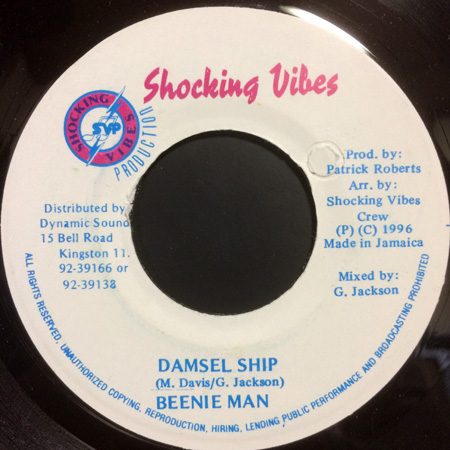 Shocking Vibes
SHOCKING VIBES
SVP
PRODUCTION
Prod. by:
Patrick Roberts
Arr. by:
Shocking Vibes
Crew
(P) (C) 1996
Made in Jamaica
Mixed by:
G. Jackson
Distributed by
Dynamic Sound
15 Bell Road
Kingston 11.
92-39166 or
92-39138
DAMSEL SHIP
(M. Davis/G. Jackson)
BEENIE MAN
ALL RIGHTS RESERVED, UNAUTHORIZED COPYING, REPRODUCTION, HIRING, LENDING PUBLIC PERFORMANCE AND BROADCASTING PROHIBITED